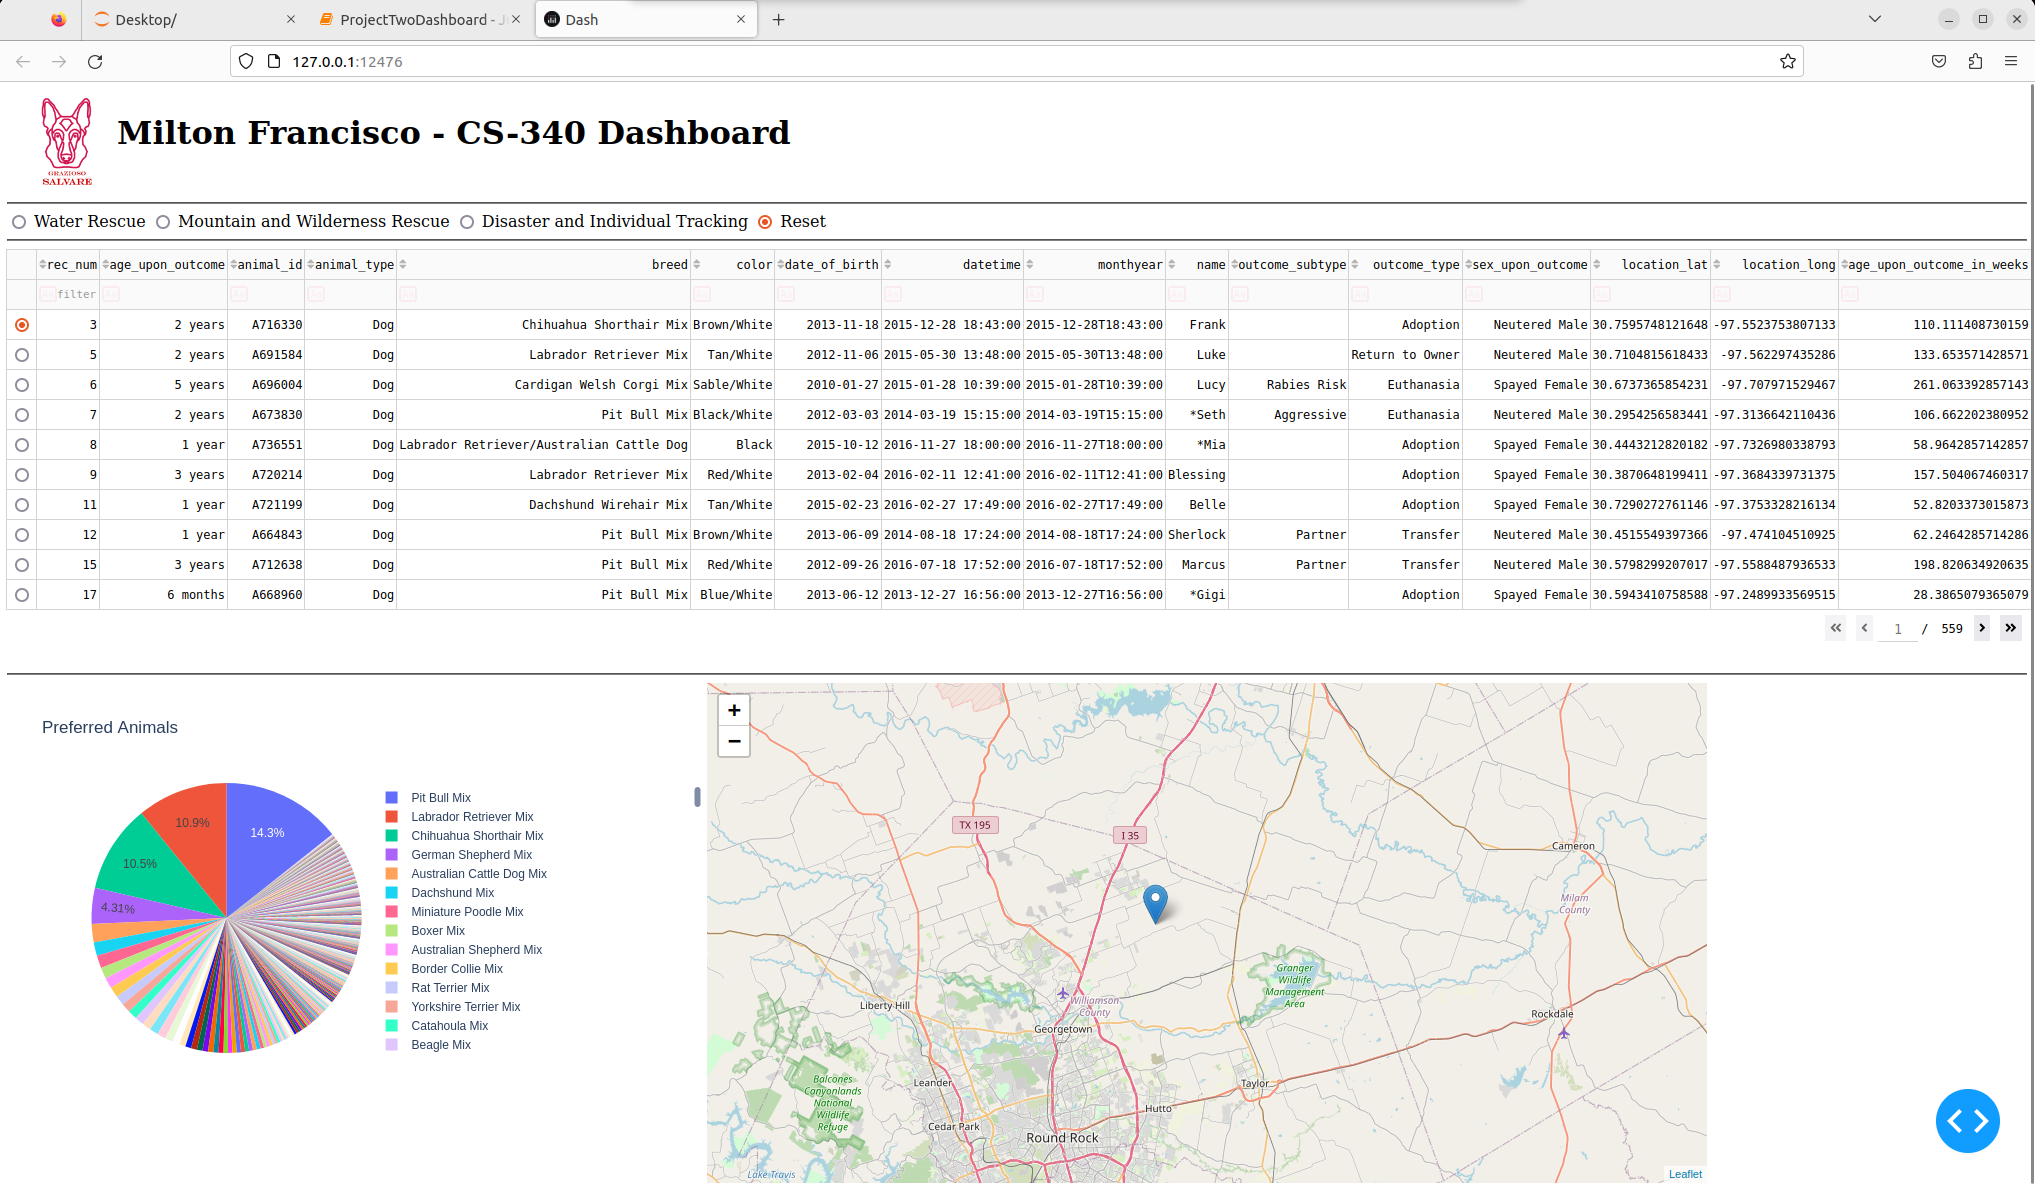 Desktop/
ProjectTwoDashboard - J
Dash
127.0.0.1:12476
GRAZIOSO
SALVARE
Milton Francisco - CS-340 Dashboard
Water Rescue Mountain and Wilderness Rescue Disaster and Individual Tracking Reset
rec_num age_upon_outcome animal_id animal_type breed color date_of_birth datetime monthyear name outcome_subtype outcome_type sex_upon_outcome location_lat location_long age_upon_outcome_in_weeks
filter
3 2 years A716330 Dog Chihuahua Shorthair Mix Brown/White 2013-11-18 2015-12-28 18:43:00 2015-12-28T18:43:00 Frank Adoption Neutered Male 30.7595748121648 -97.5523753807133 110.111408730159
5 2 years A691584 Dog Labrador Retriever Mix Tan/White 2012-11-06 2015-05-30 13:48:00 2015-05-30T13:48:00 Luke Return to Owner Neutered Male 30.7104815618433 -97.562297435286 133.653571428571
6 5 years A696004 Dog Cardigan Welsh Corgi Mix Sable/White 2010-01-27 2015-01-28 10:39:00 2015-01-28T10:39:00 Lucy Rabies Risk Euthanasia Spayed Female 30.6737365854231 -97.707971529467 261.063392857143
7 2 years A673830 Dog Pit Bull Mix Black/White 2012-03-03 2014-03-19 15:15:00 2014-03-19T15:15:00 *Seth Aggressive Euthanasia Neutered Male 30.2954256583441 -97.3136642110436 106.662202380952
8 1 year A736551 Dog Labrador Retriever/Australian Cattle Dog Black 2015-10-12 2016-11-27 18:00:00 2016-11-27T18:00:00 *Mia Adoption Spayed Female 30.4443212820182 -97.7326980338793 58.9642857142857
9 3 years A720214 Dog Labrador Retriever Mix Red/White 2013-02-04 2016-02-11 12:41:00 2016-02-11T12:41:00 Blessing Adoption Spayed Female 30.3870648199411 -97.3684339731375 157.504067460317
11 1 year A721199 Dog Dachshund Wirehair Mix Tan/White 2015-02-23 2016-02-27 17:49:00 2016-02-27T17:49:00 Belle Adoption Spayed Female 30.7290272761146 -97.3753328216134 52.8203373015873
12 1 year A664843 Dog Pit Bull Mix Brown/White 2013-06-09 2014-08-18 17:24:00 2014-08-18T17:24:00 Sherlock Partner Transfer Neutered Male 30.4515549397366 -97.474104510925 62.2464285714286
15 3 years A712638 Dog Pit Bull Mix Red/White 2012-09-26 2016-07-18 17:52:00 2016-07-18T17:52:00 Marcus Partner Transfer Neutered Male 30.5798299207017 -97.5588487936533 198.820634920635
17 6 months A668960 Dog Pit Bull Mix Blue/White 2013-06-12 2013-12-27 16:56:00 2013-12-27T16:56:00 *Gigi Adoption Spayed Female 30.5943410758588 -97.2489933569515 28.3865079365079
1 / 559
Preferred Animals
14.3%
10.9%
10.5%
4.31%
Pit Bull Mix
Labrador Retriever Mix
Chihuahua Shorthair Mix
German Shepherd Mix
Australian Cattle Dog Mix
Dachshund Mix
Miniature Poodle Mix
Boxer Mix
Australian Shepherd Mix
Border Collie Mix
Rat Terrier Mix
Yorkshire Terrier Mix
Catahoula Mix
Beagle Mix
+
−
TX 195
I 35
Cameron
Milam
County
Granger
Wildlife
Management
Area
Liberty Hill
Williamson
County
Georgetown
Rockdale
Leander
Taylor
Balcones
Canyonlands
National
Wildlife
Refuge
Hutto
Cedar Park
Round Rock
Lake Travis
Leaflet